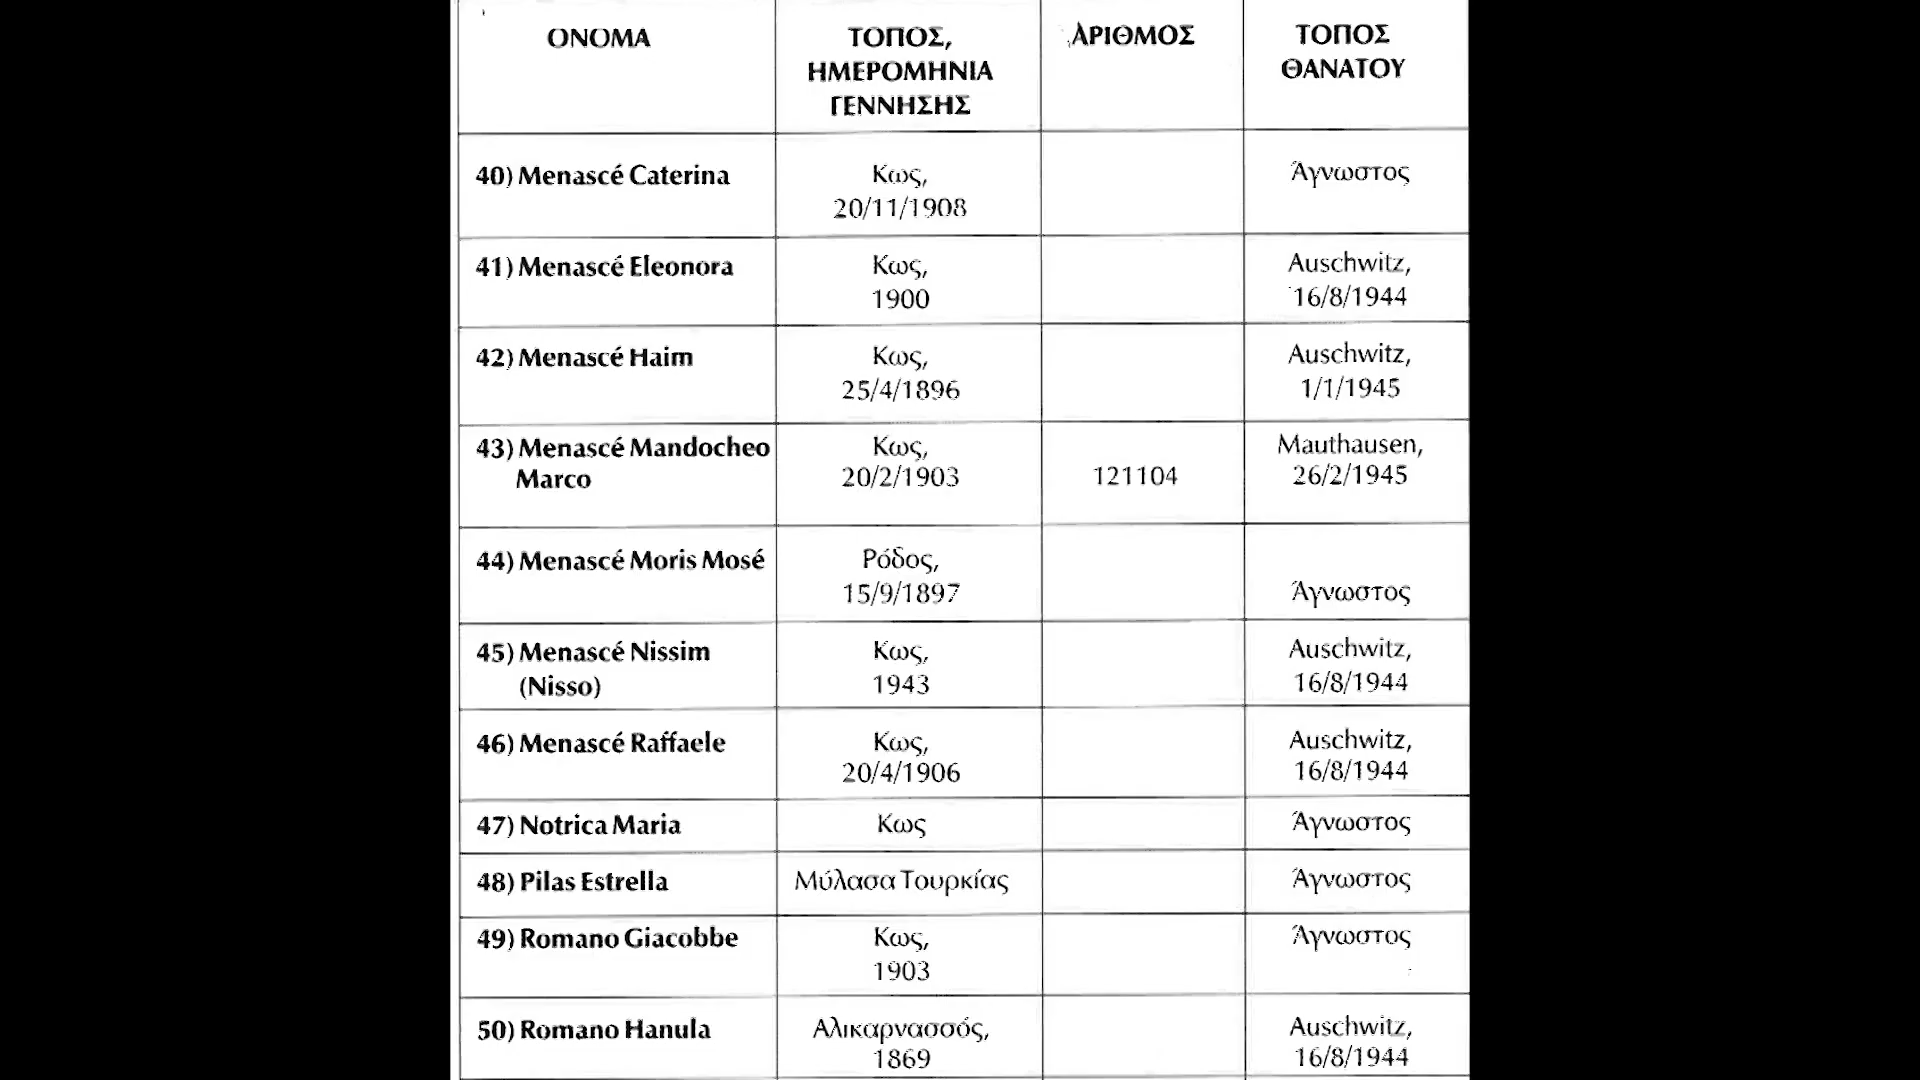 ΟΝΟΜΑ
ΤΟΠΟΣ,
ΗΜΕΡΟΜΗΝΙΑ
ΓΕΝΝΗΣΗΣ
ΑΡΙΘΜΟΣ
ΤΟΠΟΣ
ΘΑΝΑΤΟΥ
40) Menascé Caterina
Κως,
20/11/1908
Άγνωστος
41) Menascé Eleonora
Κως,
1900
Auschwitz,
16/8/1944
42) Menascé Haim
Κως,
25/4/1896
Auschwitz,
1/1/1945
43) Menascé Mandocheo
Marco
Κως,
20/2/1903
121104
Mauthausen,
26/2/1945
44) Menascé Moris Mosé
Ρόδος,
15/9/1897
Άγνωστος
45) Menascé Nissim
(Nisso)
Κως,
1943
Auschwitz,
16/8/1944
46) Menascé Raffaele
Κως,
20/4/1906
Auschwitz,
16/8/1944
47) Notrica Maria
Κως
Άγνωστος
48) Pilas Estrella
Μύλασα Τουρκίας
Άγνωστος
49) Romano Giacobbe
Κως,
1903
Άγνωστος
50) Romano Hanula
Αλικαρνασσός,
1869
Auschwitz,
16/8/1944